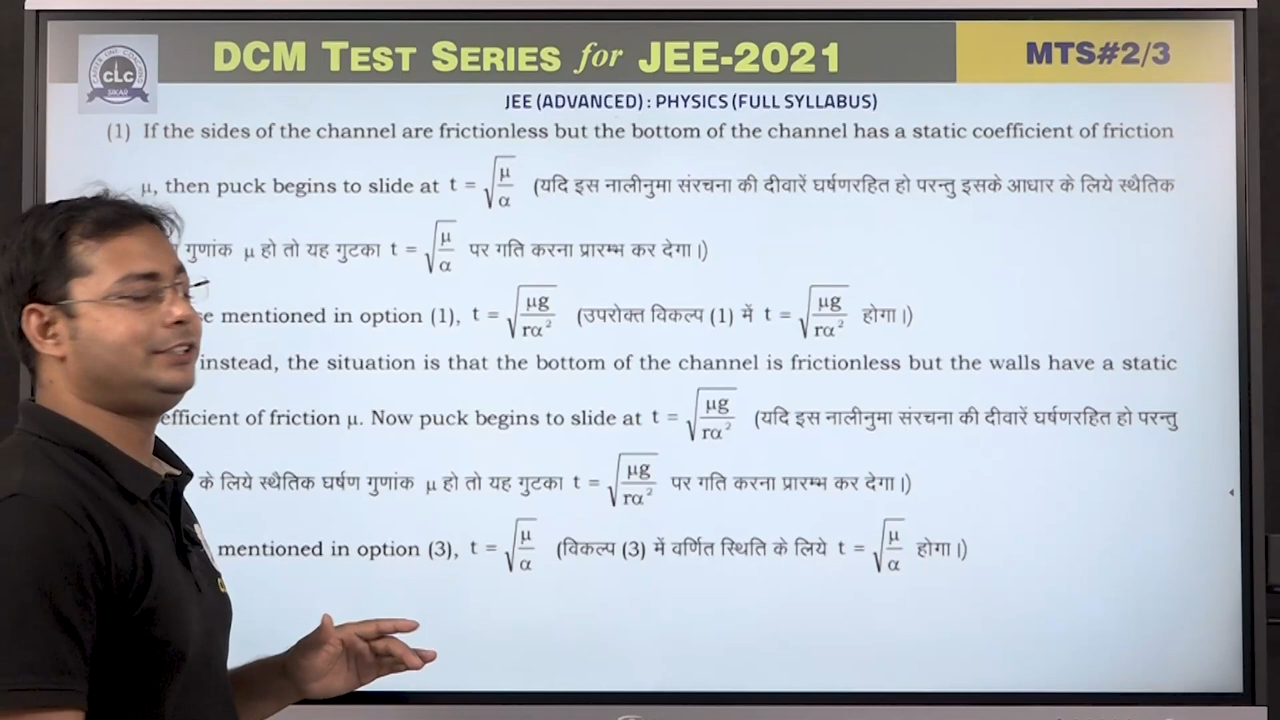 CLC
SIKAR
DCM TEST SERIES for JEE-2021
MTS#2/3
JEE (ADVANCED) : PHYSICS (FULL SYLLABUS)
(1) If the sides of the channel are frictionless but the bottom of the channel has a static coefficient of friction
μ, then puck begins to slide at t = √(μ/α) (यदि इस नालीनुमा संरचना की दीवारें घर्षणरहित हो परन्तु इसके आधार के लिये स्थैतिक
गुणांक μ हो तो यह गुटका t = √(μ/α) पर गति करना प्रारम्भ कर देगा।)
mentioned in option (1), t = √(μg/rα²) (उपरोक्त विकल्प (1) में t = √(μg/rα²) होगा।)
instead, the situation is that the bottom of the channel is frictionless but the walls have a static
efficient of friction μ. Now puck begins to slide at t = √(μg/rα²) (यदि इस नालीनुमा संरचना की दीवारें घर्षणरहित हो परन्तु
के लिये स्थैतिक घर्षण गुणांक μ हो तो यह गुटका t = √(μg/rα²) पर गति करना प्रारम्भ कर देगा।)
mentioned in option (3), t = √(μ/α) (विकल्प (3) में वर्णित स्थिति के लिये t = √(μ/α) होगा।)